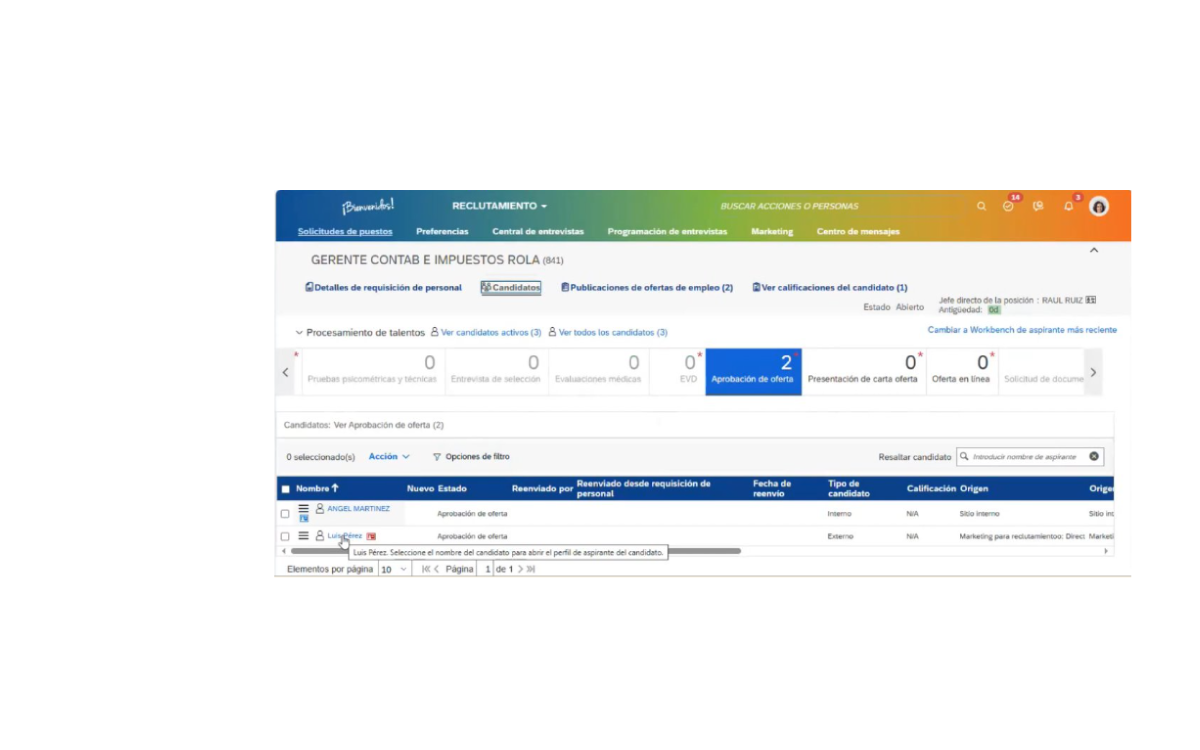 ¡Bienvenidos!
RECLUTAMIENTO
BUSCAR ACCIONES O PERSONAS
14
3
Solicitudes de puestos Preferencias Central de entrevistas Programación de entrevistas Marketing Centro de mensajes
GERENTE CONTAB E IMPUESTOS ROLA (841)
Detalles de requisición de personal Candidatos Publicaciones de ofertas de empleo (2) Ver calificaciones del candidato (1)
Estado Abierto
Jefe directo de la posición : RAUL RUIZ
Antigüedad: 0d
Procesamiento de talentos Ver candidatos activos (3) Ver todos los candidatos (3)
Cambiar a Workbench de aspirante más reciente
0 0 0 0* 2* 0* 0*
Pruebas psicométricas y técnicas Entrevista de selección Evaluaciones médicas EVD Aprobación de oferta Presentación de carta oferta Oferta en línea Solicitud de docume
Candidatos: Ver Aprobación de oferta (2)
0 seleccionado(s) Acción Opciones de filtro Resaltar candidato Introducir nombre de aspirante
Nombre Nuevo Estado Reenviado por Reenviado desde requisición de personal Fecha de reenvío Tipo de candidato Calificación Origen Orige
ANGEL MARTINEZ Aprobación de oferta Interno N/A Sitio interno Sitio int
Luis Pérez Aprobación de oferta Externo N/A Marketing para reclutamientoo: Direct Marketi
Luis Pérez. Seleccione el nombre del candidato para abrir el perfil de aspirante del candidato.
Elementos por página 10 Página 1 de 1